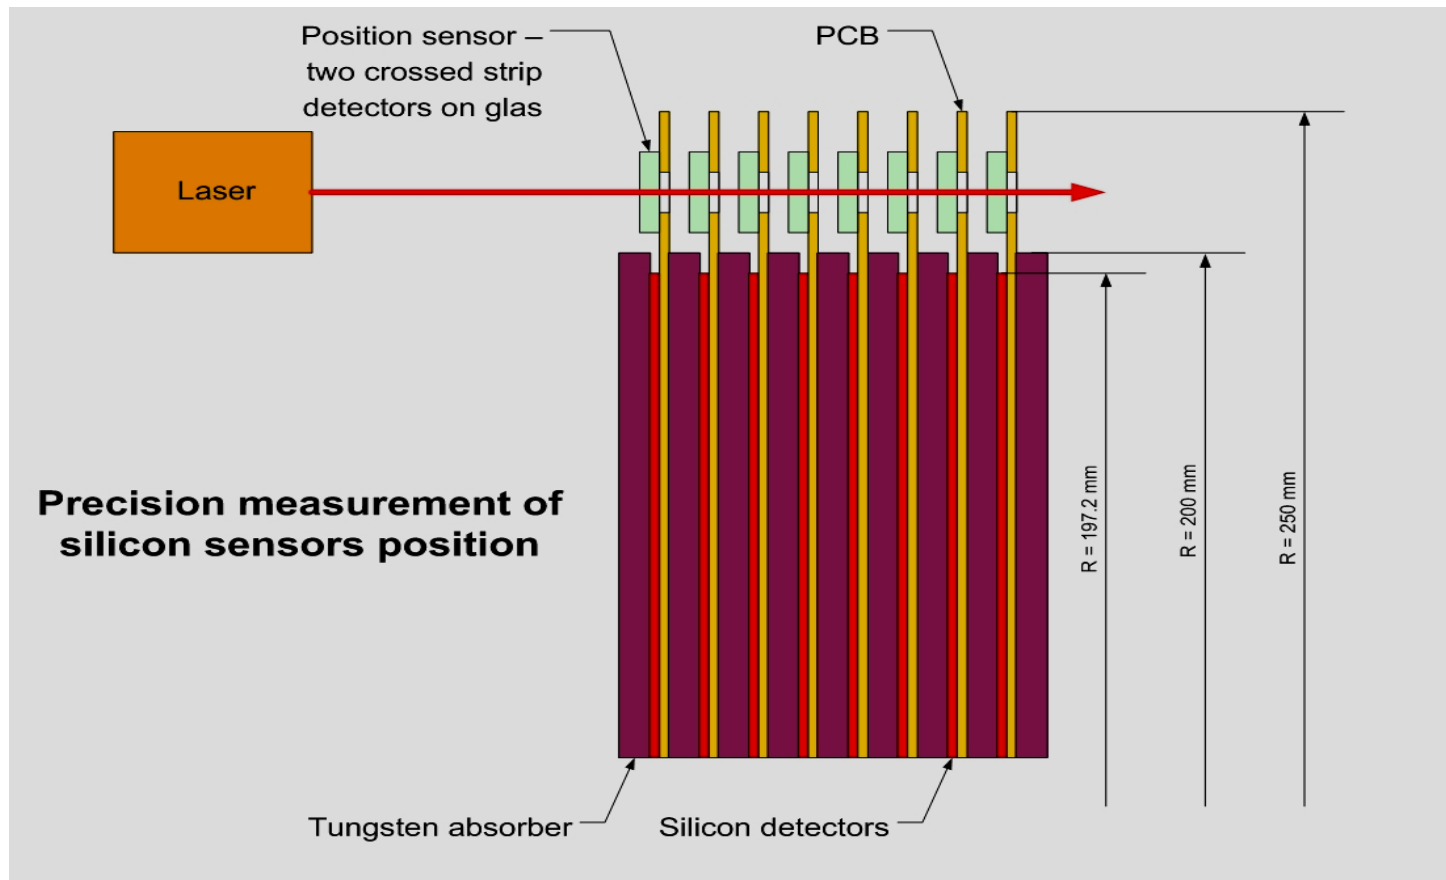 Position sensor –
two crossed strip
detectors on glas
PCB
Laser
Precision measurement of
silicon sensors position
R = 197.2 mm
R = 200 mm
R = 250 mm
Tungsten absorber
Silicon detectors